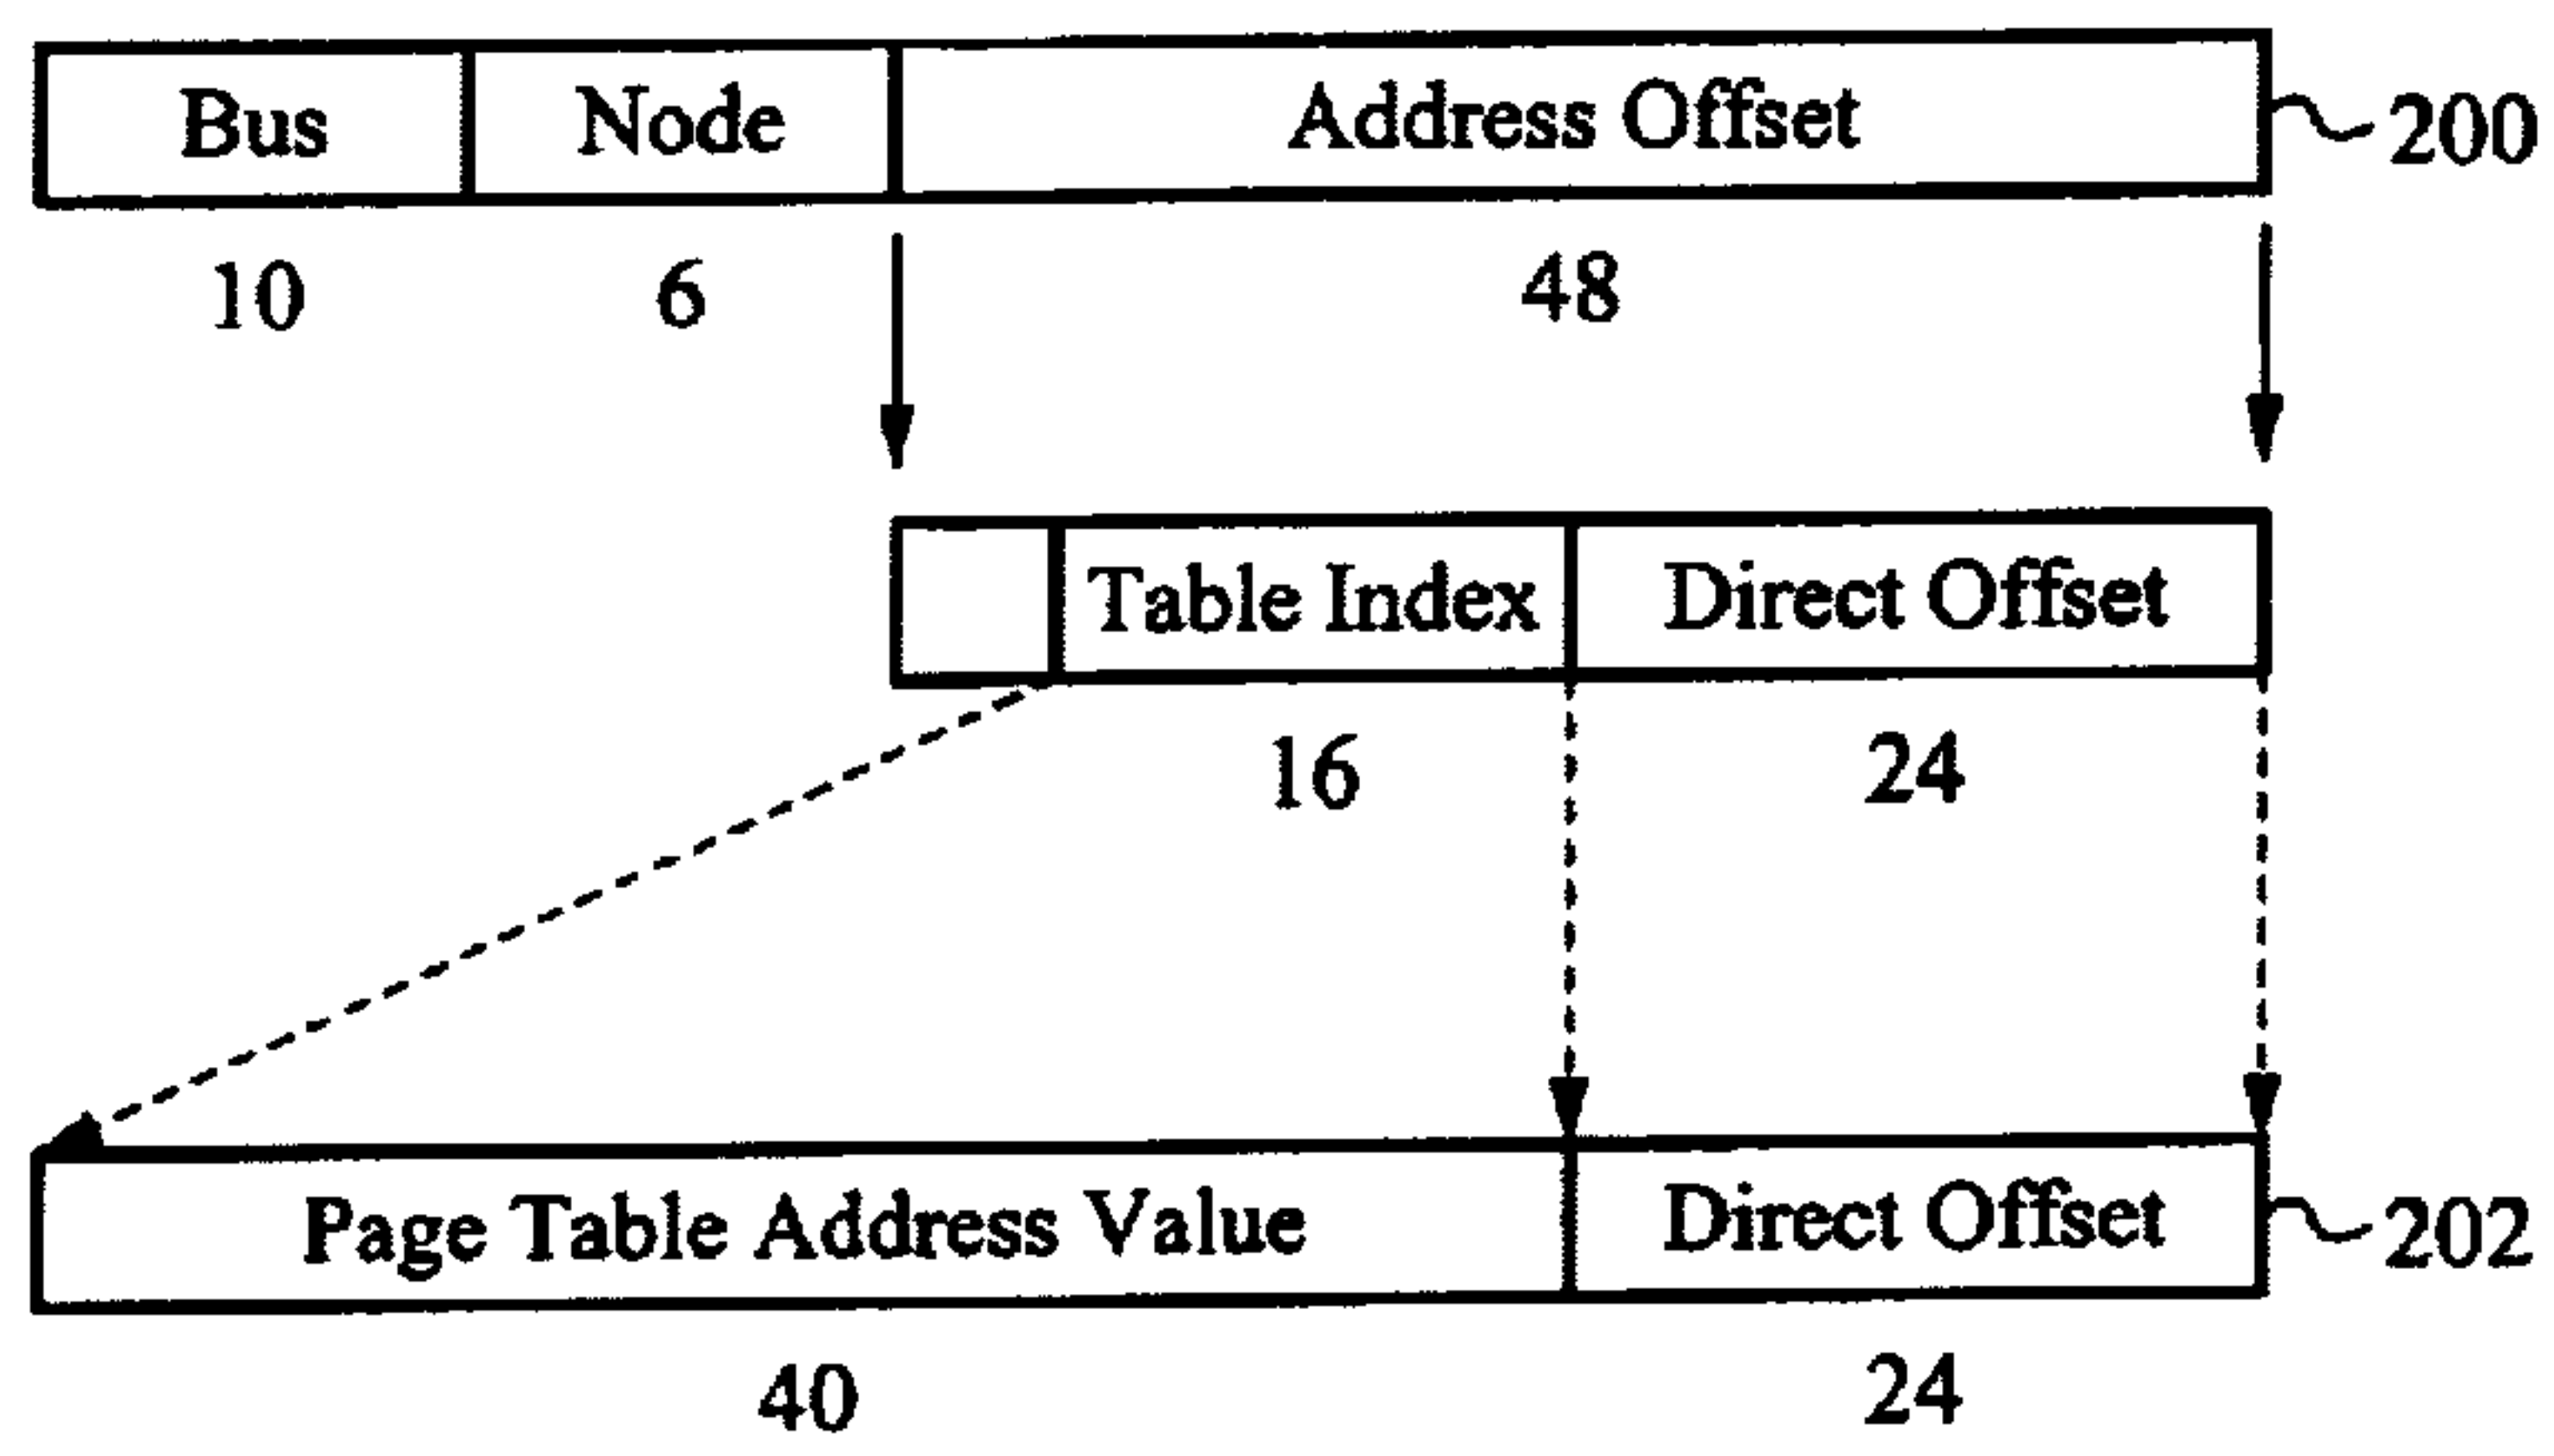 Bus Node Address Offset 200
10 6 48
Table Index Direct Offset
16 24
Page Table Address Value Direct Offset 202
40 24